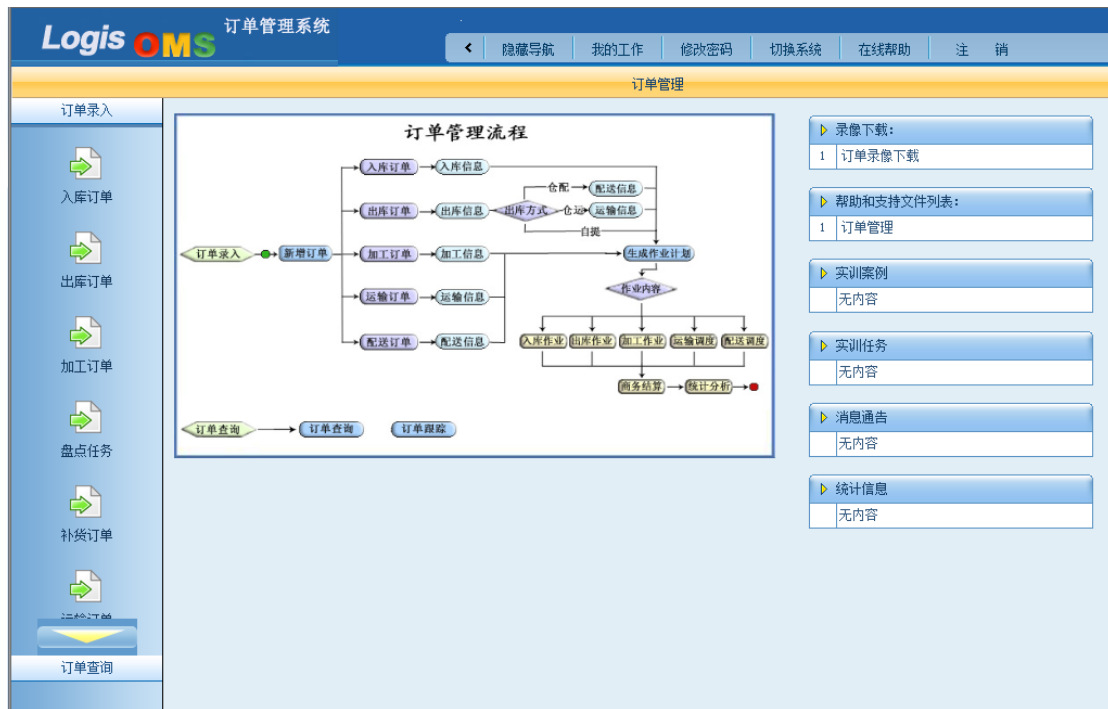 Logis OMS 订单管理系统
隐藏导航 我的工作 修改密码 切换系统 在线帮助 注 销
订单管理
订单录入
入库订单
出库订单
加工订单
盘点任务
补货订单
运输订单
订单查询
订单管理流程
入库订单 入库信息
仓配 配送信息
出库订单 出库信息 出库方式 仓运 运输信息
自提
订单录入 新增订单 加工订单 加工信息 生成作业计划
作业内容
运输订单 运输信息
配送订单 配送信息 入库作业 出库作业 加工作业 运输调度 配送调度
商务结算 统计分析
订单查询 订单查询 订单跟踪
录像下载:
1 订单录像下载
帮助和支持文件列表:
1 订单管理
实训案例
无内容
实训任务
无内容
消息通告
无内容
统计信息
无内容